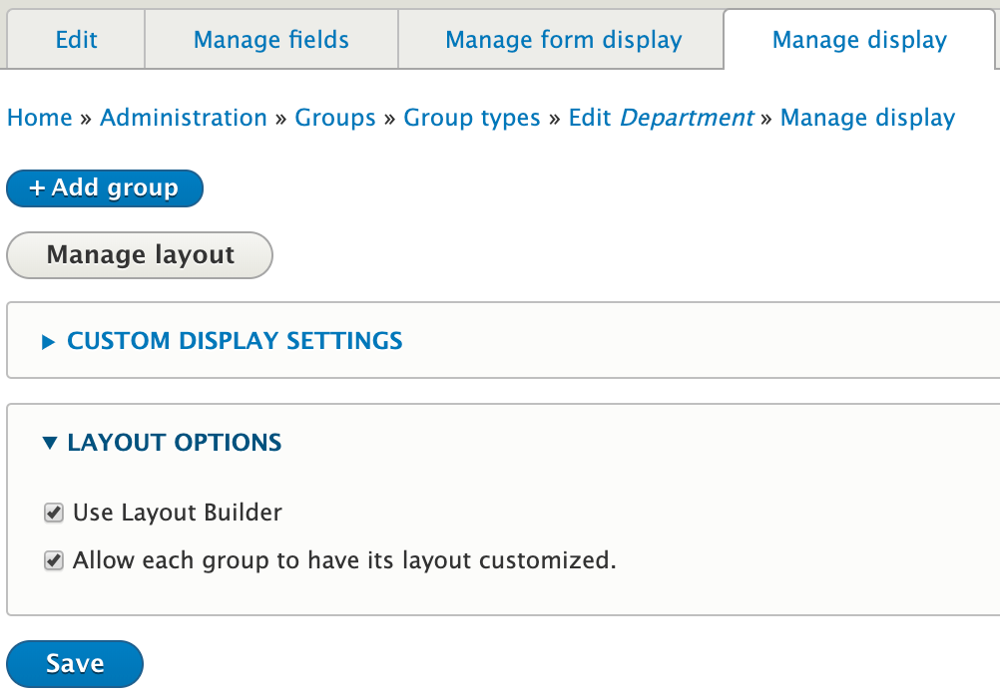 Edit Manage fields Manage form display Manage display
Home » Administration » Groups » Group types » Edit Department » Manage display
+ Add group
Manage layout
CUSTOM DISPLAY SETTINGS
LAYOUT OPTIONS
Use Layout Builder
Allow each group to have its layout customized.
Save